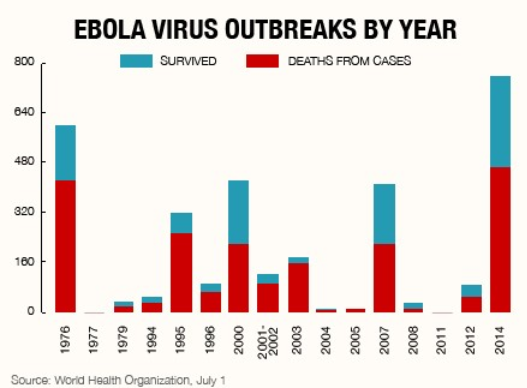 EBOLA VIRUS OUTBREAKS BY YEAR
SURVIVED DEATHS FROM CASES
800
640
480
320
160
0
1976 1977 1979 1994 1995 1996 2000 2001-2002 2003 2004 2005 2007 2008 2011 2012 2014
Source: World Health Organization, July 1